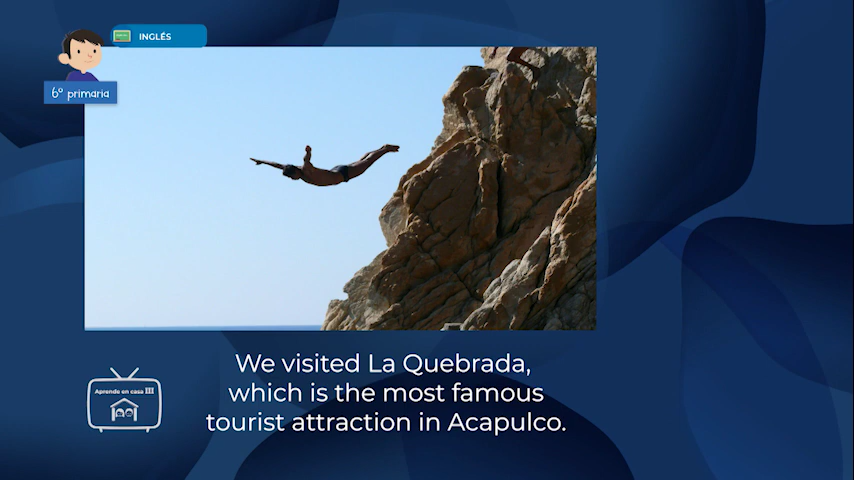 INGLÉS
6º primaria
We visited La Quebrada,
which is the most famous
tourist attraction in Acapulco.
Aprende en casa III